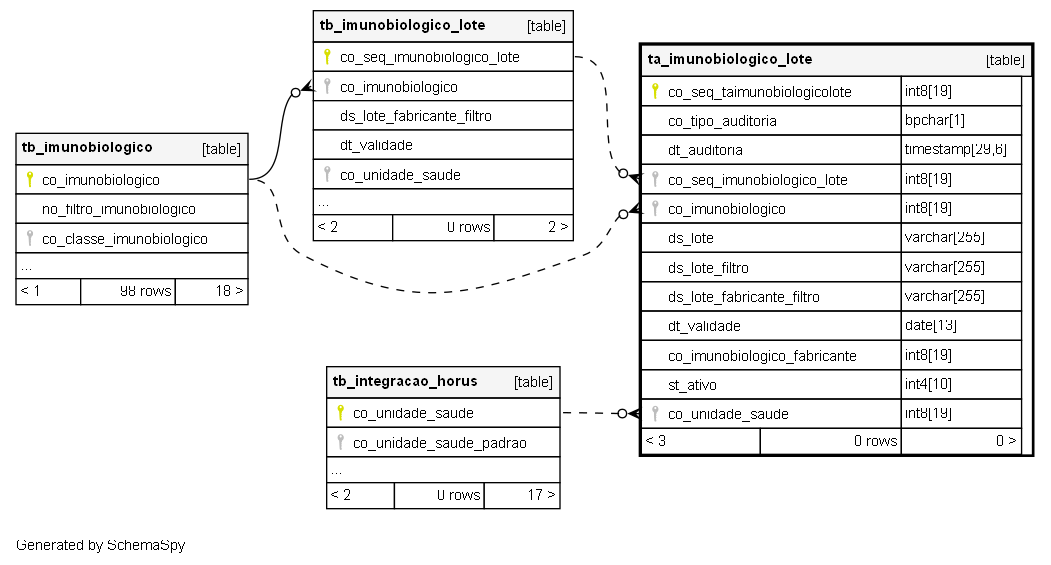 tb_imunobiologico_lote [table]
co_seq_imunobiologico_lote
co_imunobiologico
ds_lote_fabricante_filtro
dt_validade
co_unidade_saude
...
< 2 0 rows 2 >
ta_imunobiologico_lote [table]
co_seq_taimunobiologicolote int8[19]
co_tipo_auditoria bpchar[1]
dt_auditoria timestamp[29,6]
co_seq_imunobiologico_lote int8[19]
co_imunobiologico int8[19]
ds_lote varchar[255]
ds_lote_filtro varchar[255]
ds_lote_fabricante_filtro varchar[255]
dt_validade date[13]
co_imunobiologico_fabricante int8[19]
st_ativo int4[10]
co_unidade_saude int8[19]
< 3 0 rows 0 >
tb_imunobiologico [table]
co_imunobiologico
no_filtro_imunobiologico
co_classe_imunobiologico
...
< 1 98 rows 18 >
tb_integracao_horus [table]
co_unidade_saude
co_unidade_saude_padrao
...
< 2 0 rows 17 >
Generated by SchemaSpy